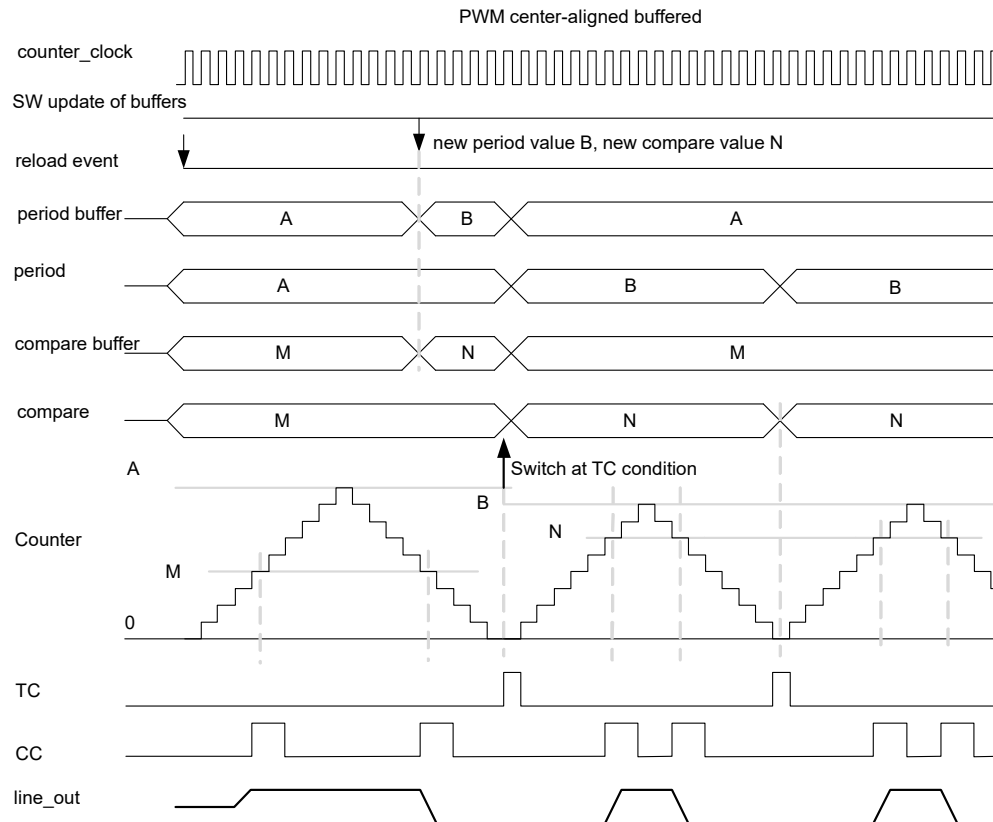 PWM center-aligned buffered
counter_clock
SW update of buffers
new period value B, new compare value N
reload event
period buffer
A
B
A
period
A
B
B
compare buffer
M
N
M
compare
M
N
N
A
Switch at TC condition
B
N
Counter
M
0
TC
CC
line_out